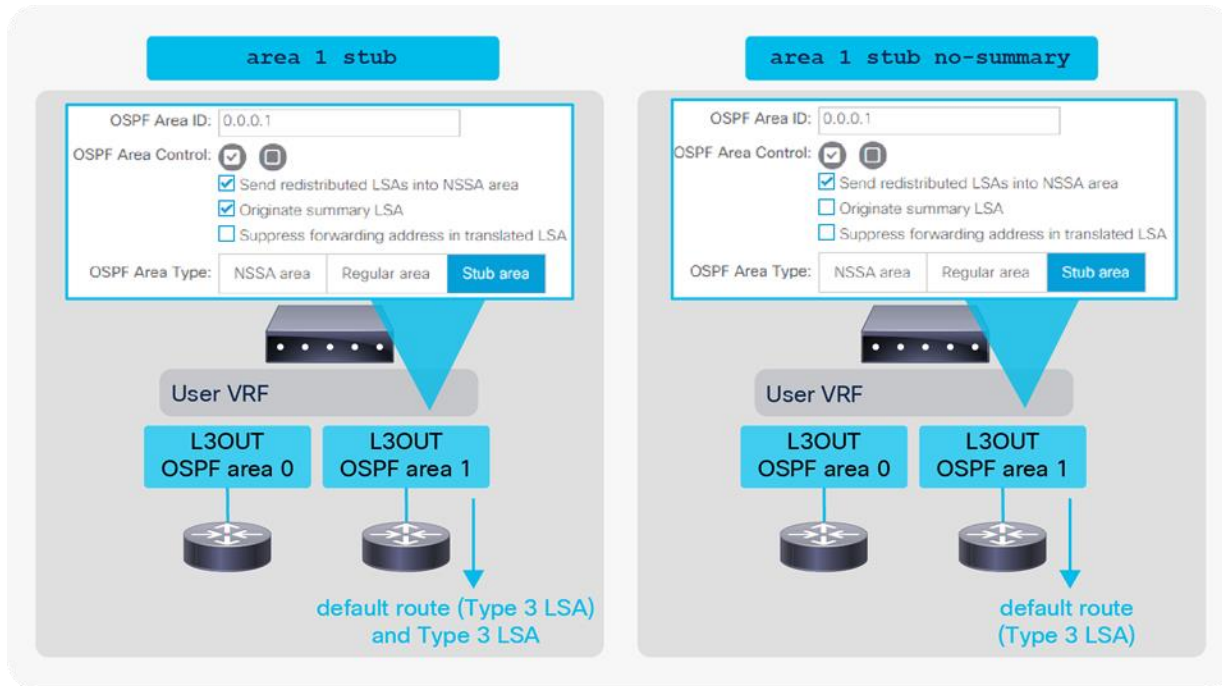 area 1 stub
OSPF Area ID: 0.0.0.1
OSPF Area Control:
Send redistributed LSAs into NSSA area
Originate summary LSA
Suppress forwarding address in translated LSA
OSPF Area Type: NSSA area Regular area Stub area
User VRF
L3OUT
OSPF area 0
L3OUT
OSPF area 1
default route (Type 3 LSA)
and Type 3 LSA
area 1 stub no-summary
OSPF Area ID: 0.0.0.1
OSPF Area Control:
Send redistributed LSAs into NSSA area
Originate summary LSA
Suppress forwarding address in translated LSA
OSPF Area Type: NSSA area Regular area Stub area
User VRF
L3OUT
OSPF area 0
L3OUT
OSPF area 1
default route
(Type 3 LSA)